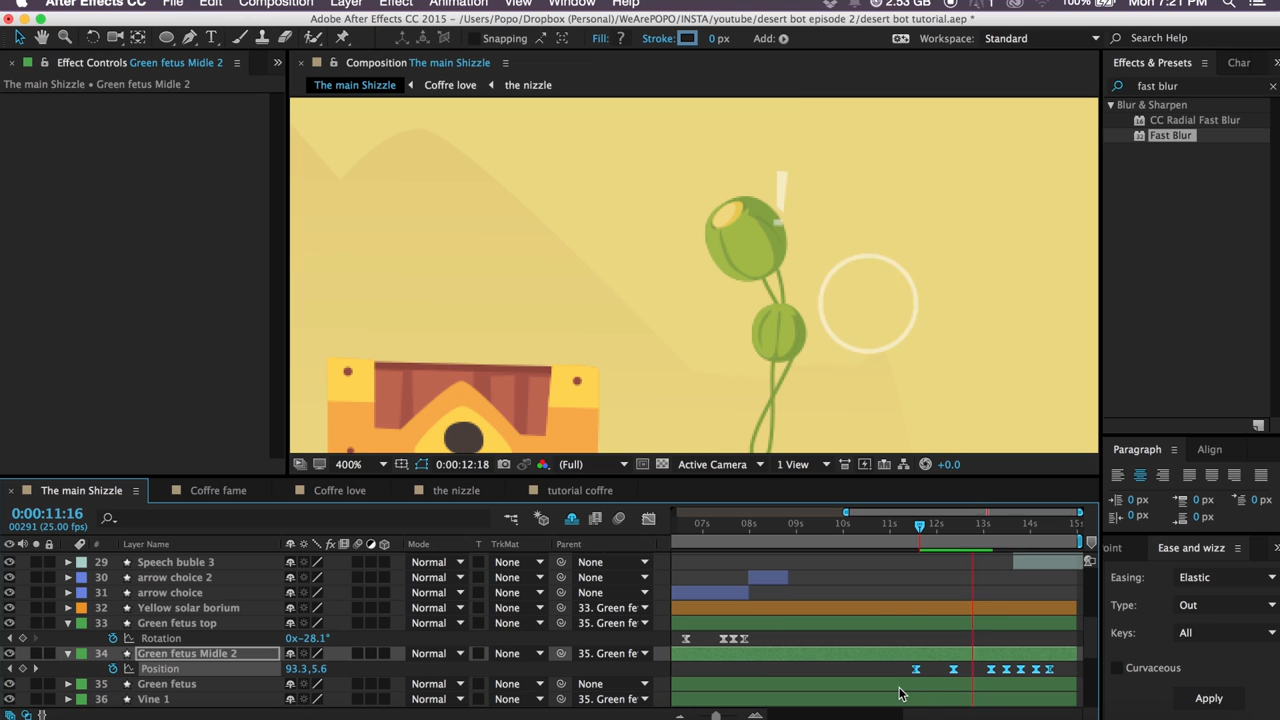 After Effects CC File Edit Composition Layer Effect Animation View Window Help 2.53 GB 1 100% Mon 7:21 PM
Adobe After Effects CC 2015 - /Users/Popo/Dropbox (Personal)/WeArePOPO/INSTA/youtube/desert bot episode 2/desert bot tutorial.aep *
Snapping Fill: ? Stroke: 0 px Add: Workspace: Standard Search Help
Effect Controls Green fetus Midle 2 Composition The main Shizzle Effects & Presets Char
The main Shizzle • Green fetus Midle 2 The main Shizzle Coffre love the nizzle fast blur
Blur & Sharpen
CC Radial Fast Blur
Fast Blur
!
400% 0:00:12:18 (Full) Active Camera 1 View +0.0
Paragraph Align
The main Shizzle Coffre fame Coffre love the nizzle tutorial coffre
0 px 0 px 0 px
0 px 0 px
0:00:11:16
00291 (25.00 fps)
07s 08s 09s 10s 11s 12s 13s 14s 15s
# Layer Name Mode T TrkMat Parent
oint Ease and wizz
29 Speech buble 3 Normal None None
30 arrow choice 2 Normal None None
31 arrow choice Normal None None
32 Yellow solar borium Normal None 33. Green fe
33 Green fetus top Normal None 35. Green fe
Rotation 0x-28.1°
34 Green fetus Midle 2 Normal None 35. Green fe
Position 93.3,5.6
35 Green fetus Normal None None
36 Vine 1 Normal None 35. Green fe
Easing: Elastic
Type: Out
Keys: All
Curvaceous
Apply